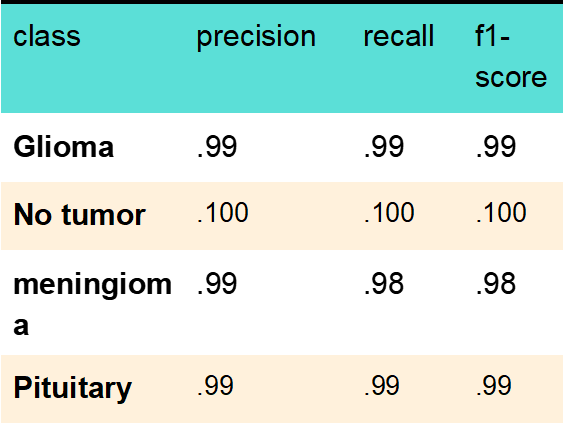 class precision recall f1-
score
Glioma .99 .99 .99
No tumor .100 .100 .100
meningiom .99 .98 .98
a
Pituitary .99 .99 .99